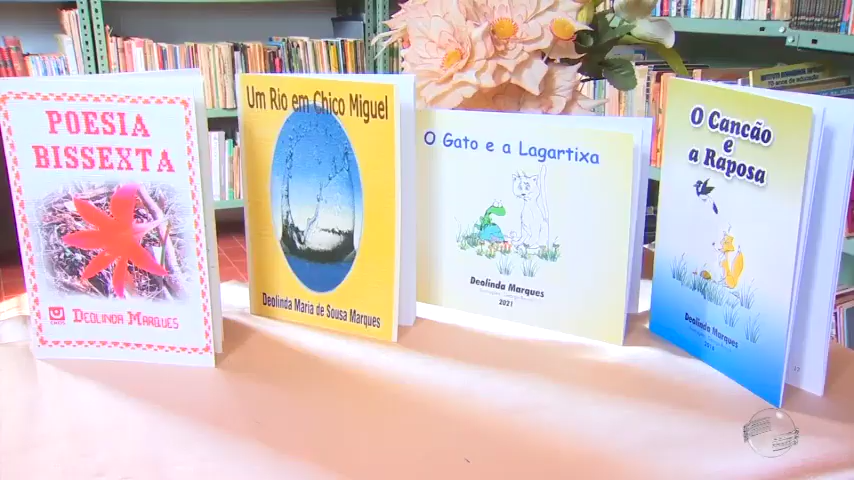 POESIA
BISSEXTA
DEOLINDA MARQUES
Um Rio em Chico Miguel
Deolinda Maria de Sousa Marques
O Gato e a Lagartixa
Deolinda Marques
2021
O Cancão
e
a Raposa
Deolinda Marques